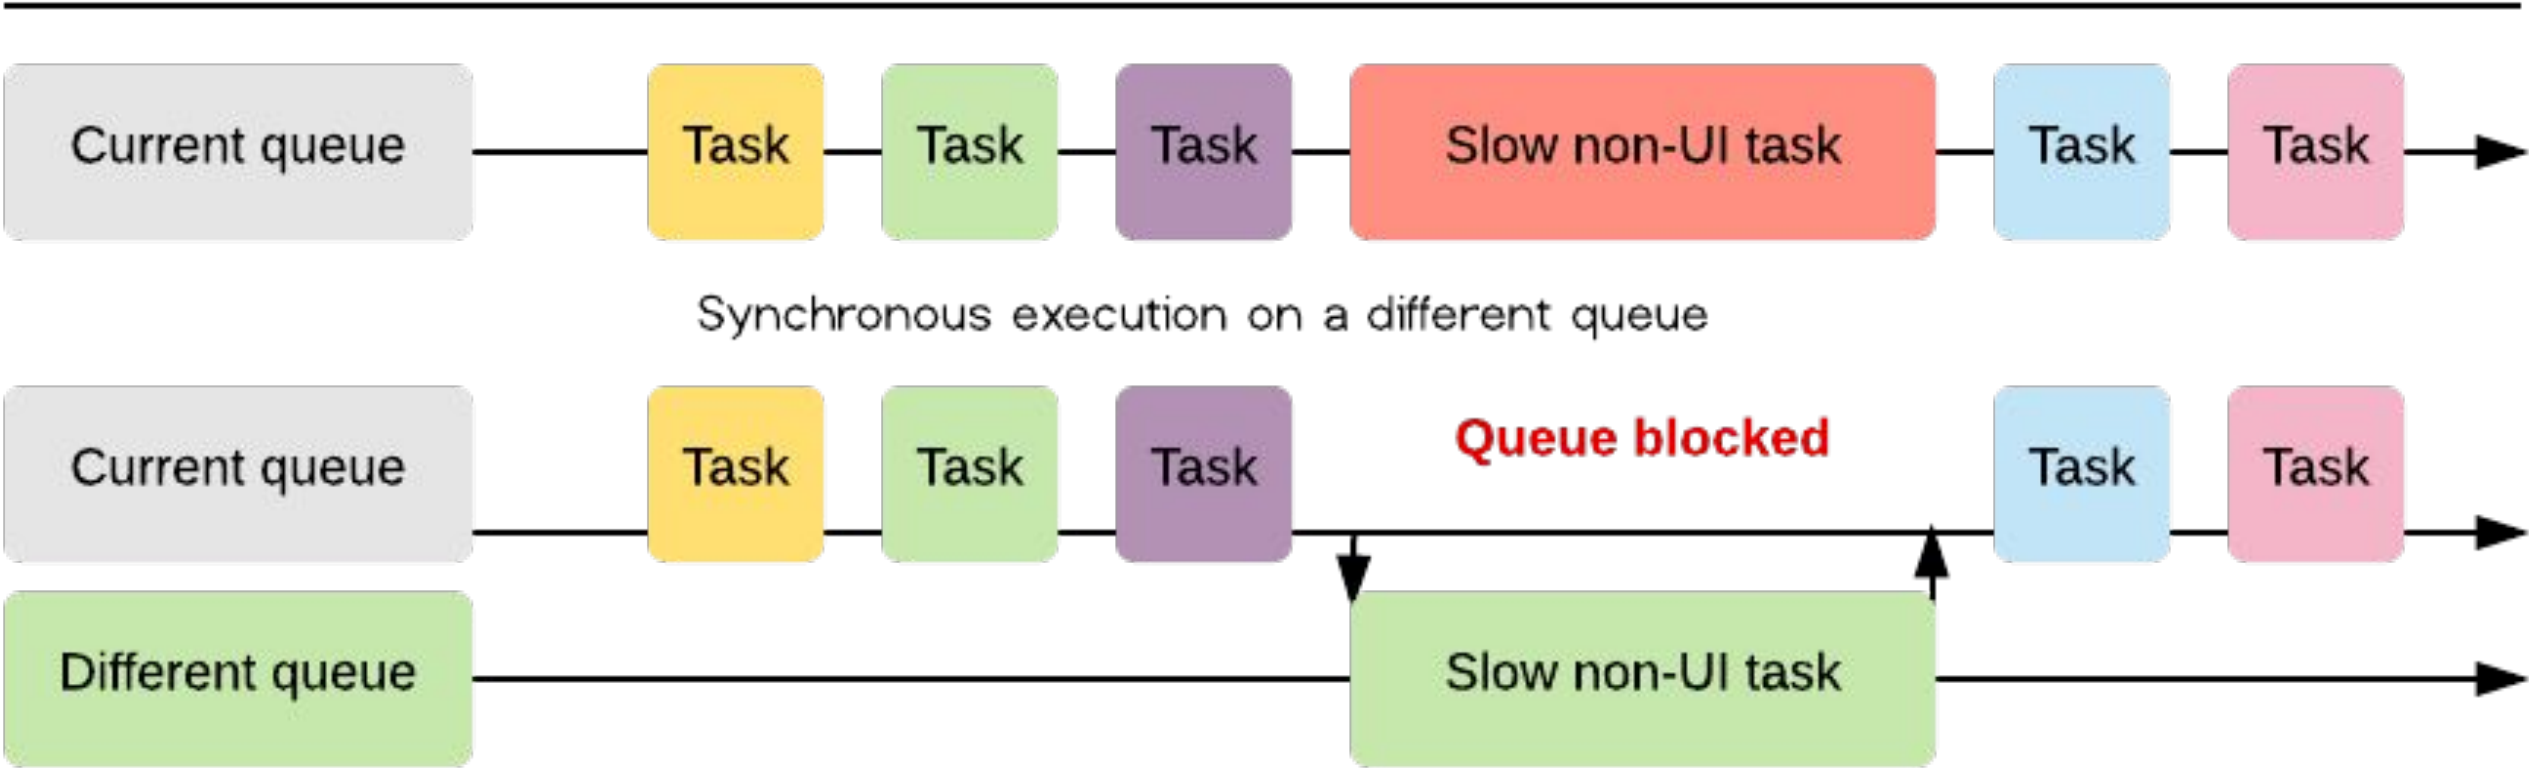 Current queue Task Task Task Slow non-UI task Task Task
Synchronous execution on a different queue
Queue blocked
Current queue Task Task Task Task Task
Different queue Slow non-UI task